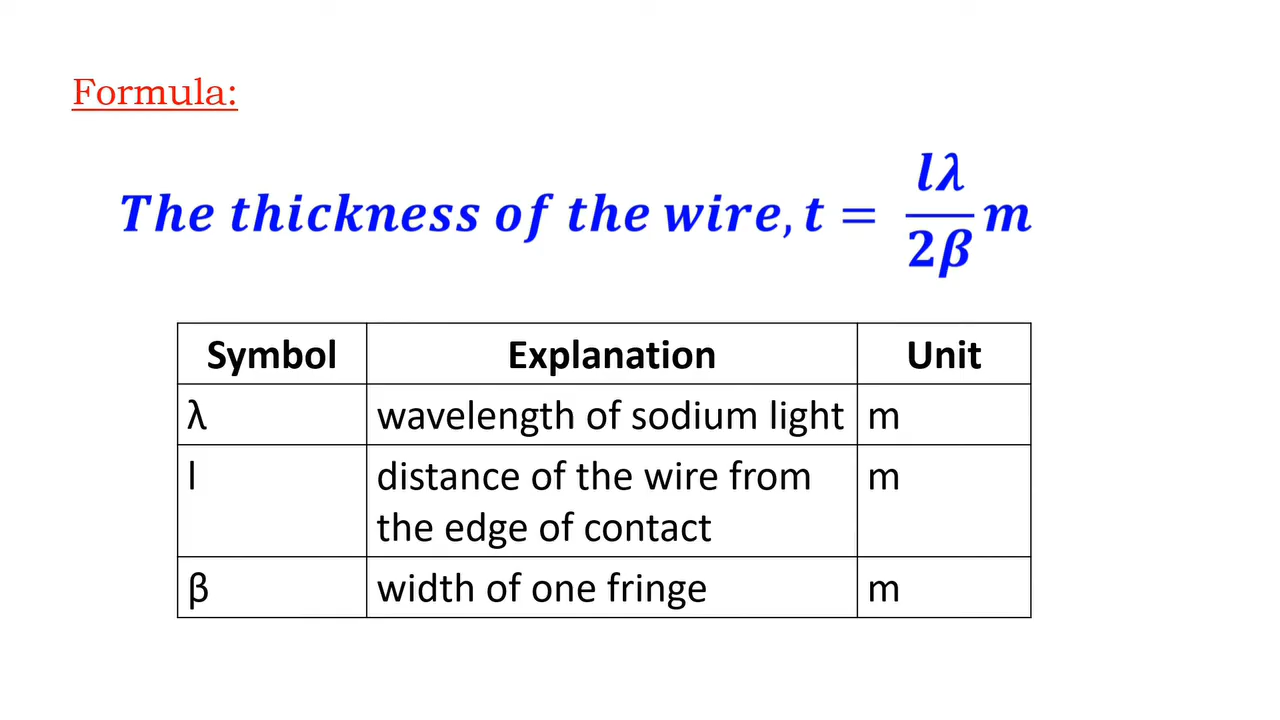 Formula:
The thickness of the wire, t = lλ/2β m
Symbol Explanation Unit
λ wavelength of sodium light m
l distance of the wire from m
the edge of contact
β width of one fringe m